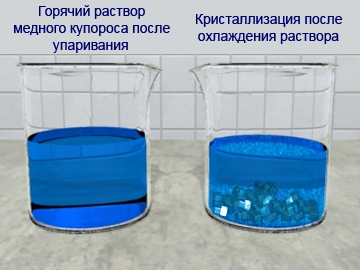 Горячий раствор
медного купороса после
упаривания
Кристаллизация после
охлаждения раствора